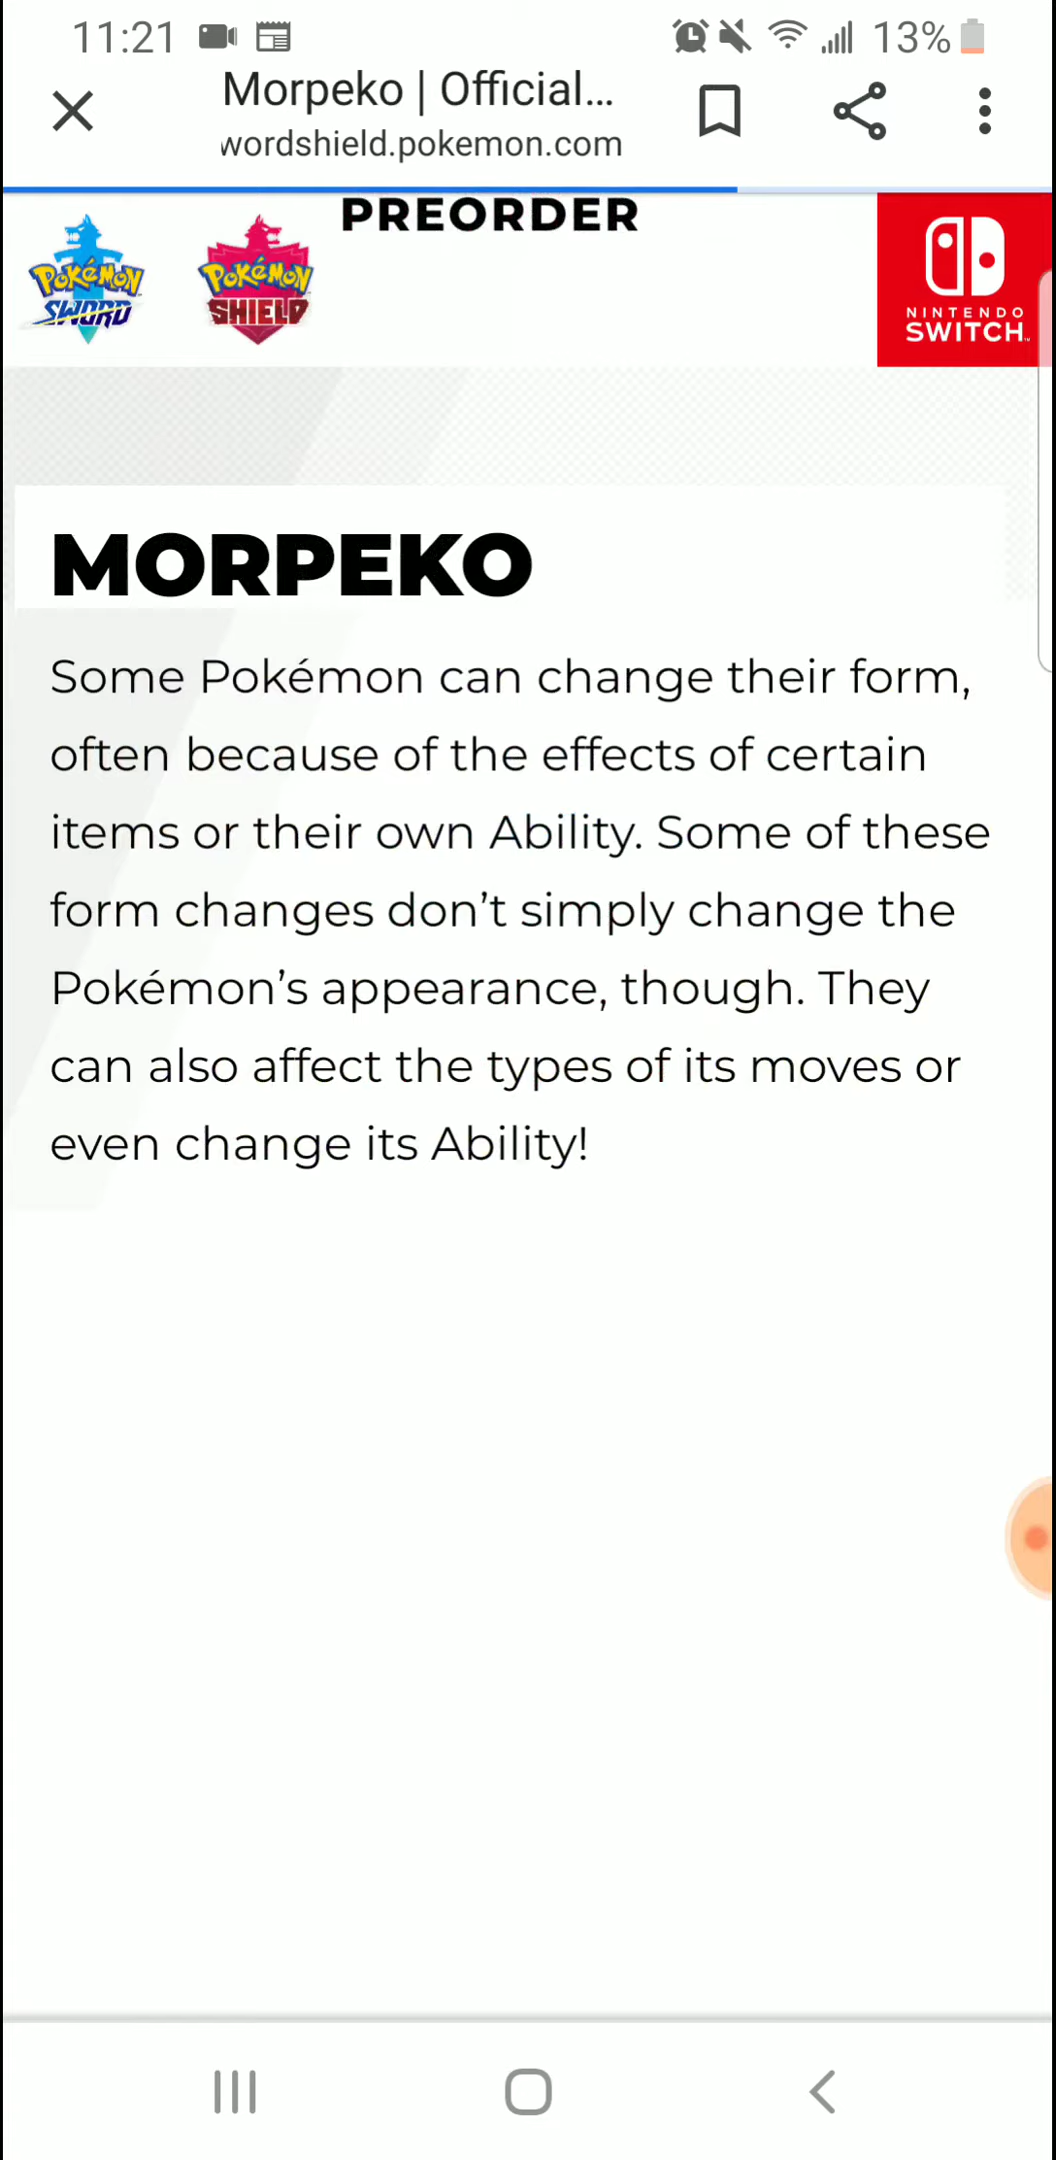 11:21
13%
Morpeko | Official...
wordshield.pokemon.com
PREORDER
POKéMON
SWORD
POKéMON
SHIELD
NINTENDO
SWITCH™
MORPEKO
Some Pokémon can change their form,
often because of the effects of certain
items or their own Ability. Some of these
form changes don’t simply change the
Pokémon’s appearance, though. They
can also affect the types of its moves or
even change its Ability!